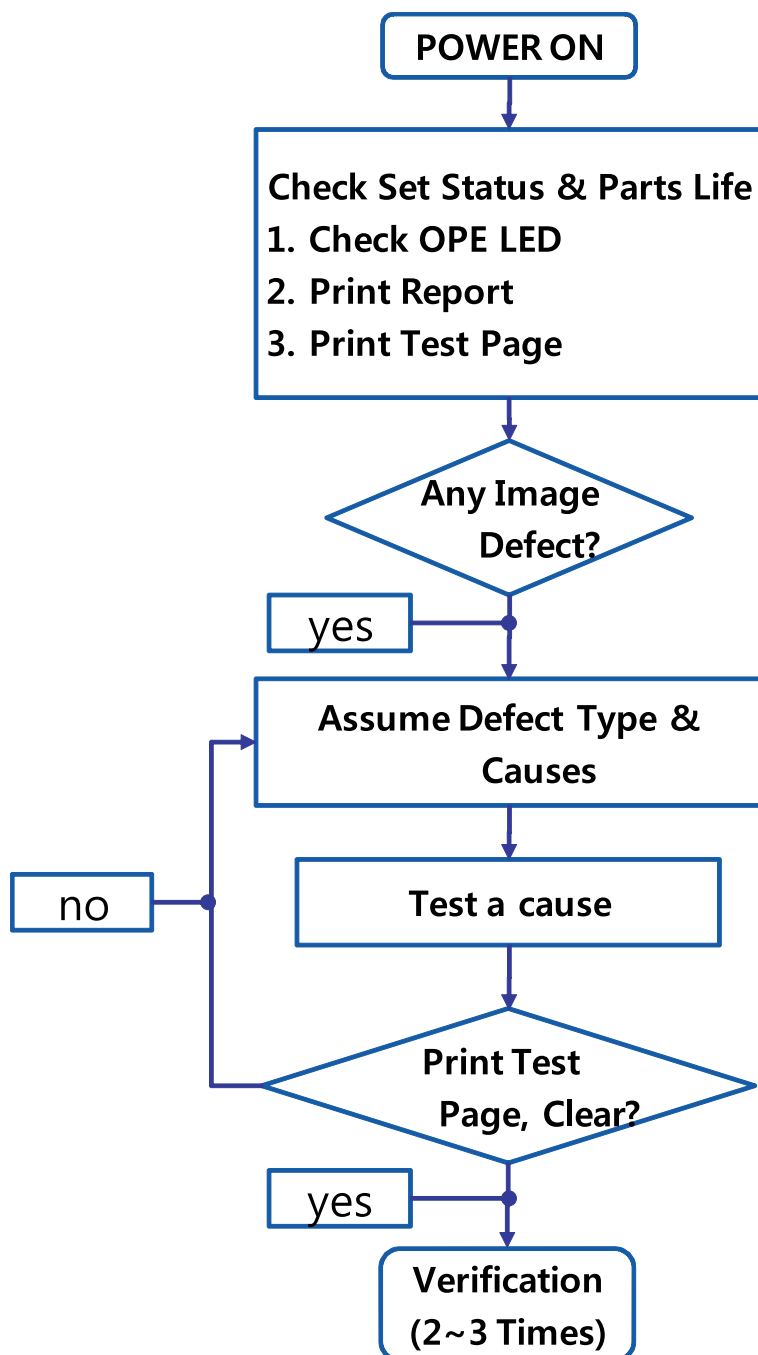 POWER ON
Check Set Status & Parts Life
1. Check OPE LED
2. Print Report
3. Print Test Page
Any Image
Defect?
yes
Assume Defect Type &
Causes
no
Test a cause
Print Test
Page, Clear?
yes
Verification
(2~3 Times)